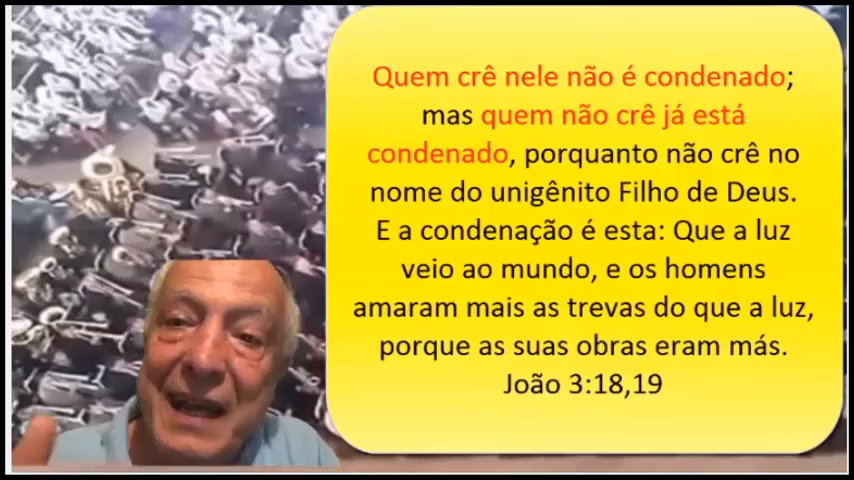 Quem crê nele não é condenado;
mas quem não crê já está
condenado, porquanto não crê no
nome do unigênito Filho de Deus.
E a condenação é esta: Que a luz
veio ao mundo, e os homens
amaram mais as trevas do que a luz,
porque as suas obras eram más.
João 3:18,19